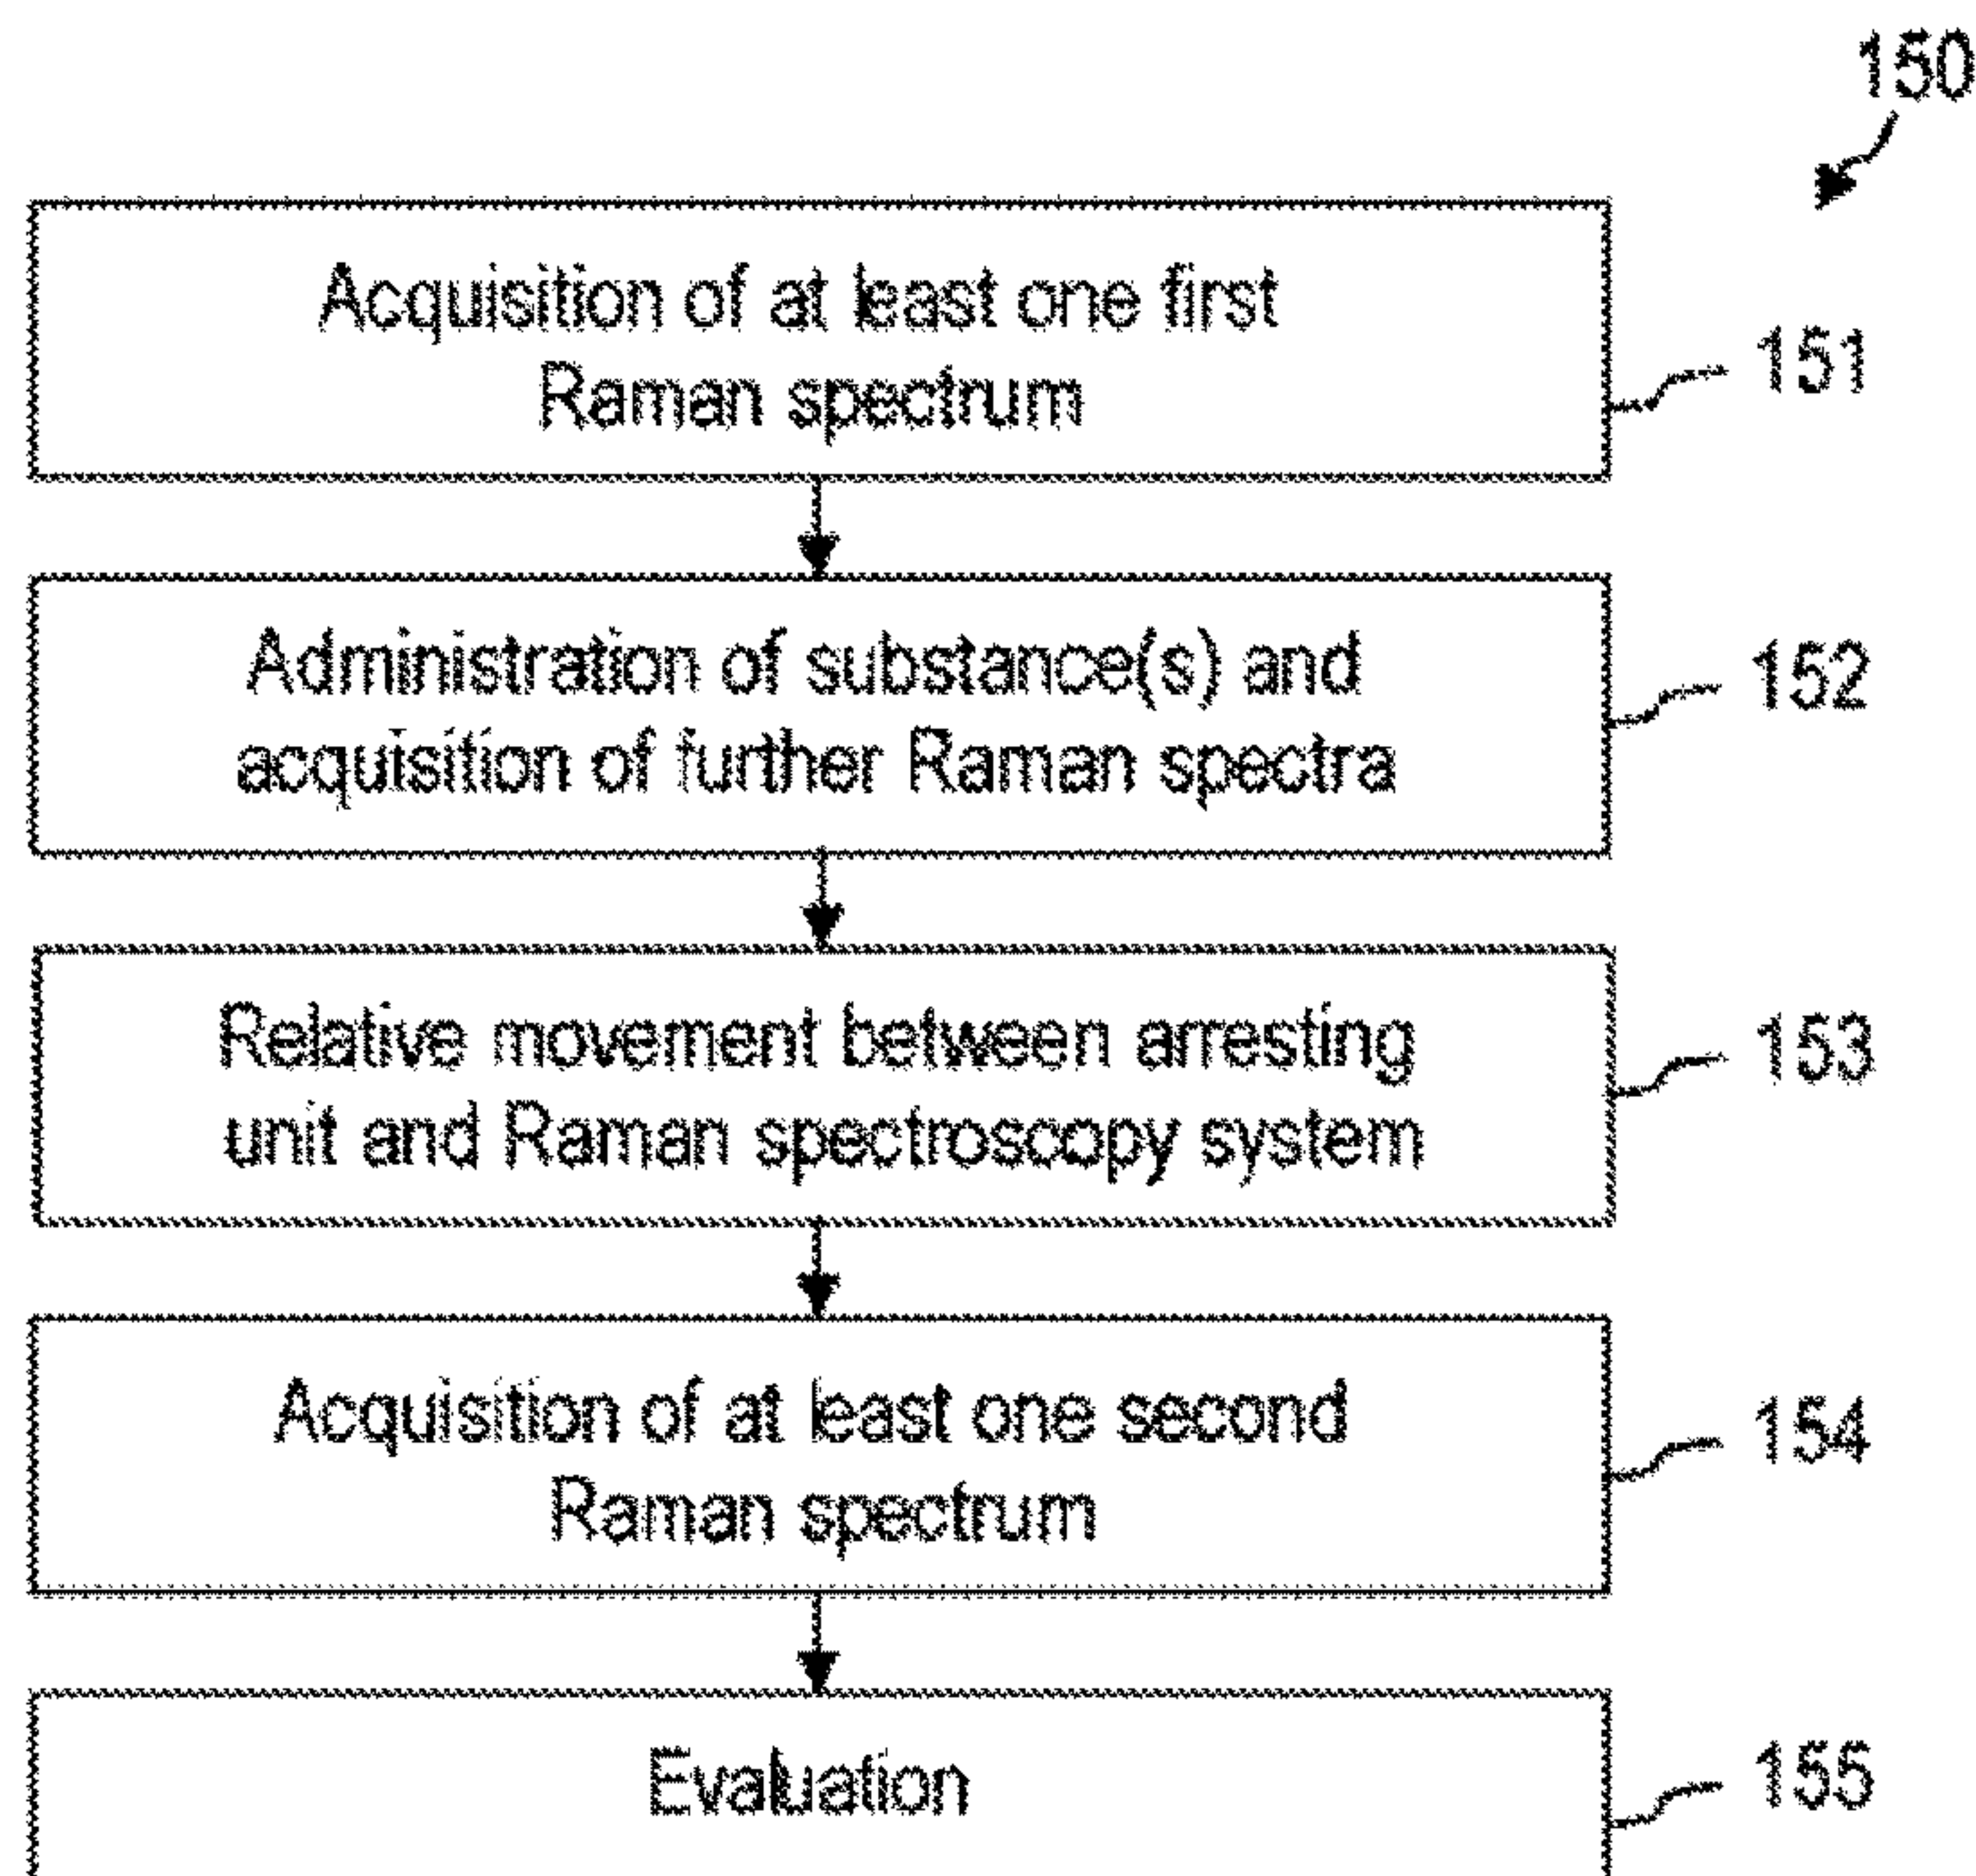 150
Acquisition of at least one first
Raman spectrum
151
Administration of substance(s) and
acquisition of further Raman spectra
152
Relative movement between arresting
unit and Raman spectroscopy system
153
Acquisition of at least one second
Raman spectrum
154
Evaluation
155